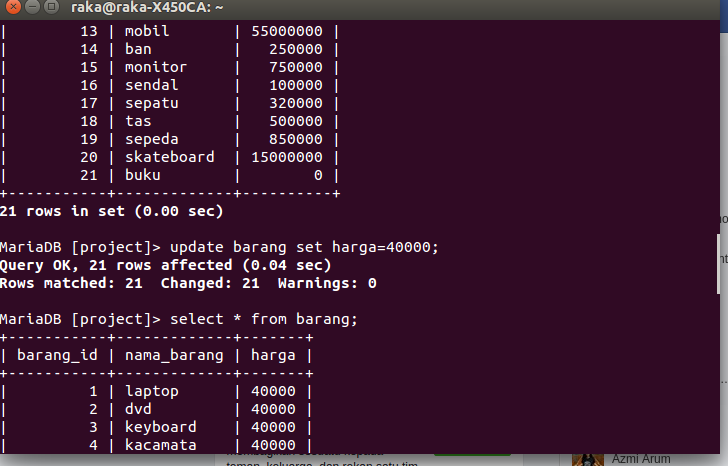 raka@raka-X450CA: ~
|        13 | mobil       | 55000000 |
|        14 | ban         |   250000 |
|        15 | monitor     |   750000 |
|        16 | sendal      |   100000 |
|        17 | sepatu      |   320000 |
|        18 | tas         |   500000 |
|        19 | sepeda      |   850000 |
|        20 | skateboard  | 15000000 |
|        21 | buku        |        0 |
+-----------+-------------+----------+
21 rows in set (0.00 sec)
MariaDB [project]> update barang set harga=40000;
Query OK, 21 rows affected (0.04 sec)
Rows matched: 21  Changed: 21  Warnings: 0
MariaDB [project]> select * from barang;
+-----------+-------------+-------+
| barang_id | nama_barang | harga |
+-----------+-------------+-------+
|         1 | laptop      | 40000 |
|         2 | dvd         | 40000 |
|         3 | keyboard    | 40000 |
|         4 | kacamata    | 40000 |
Azmi Arum